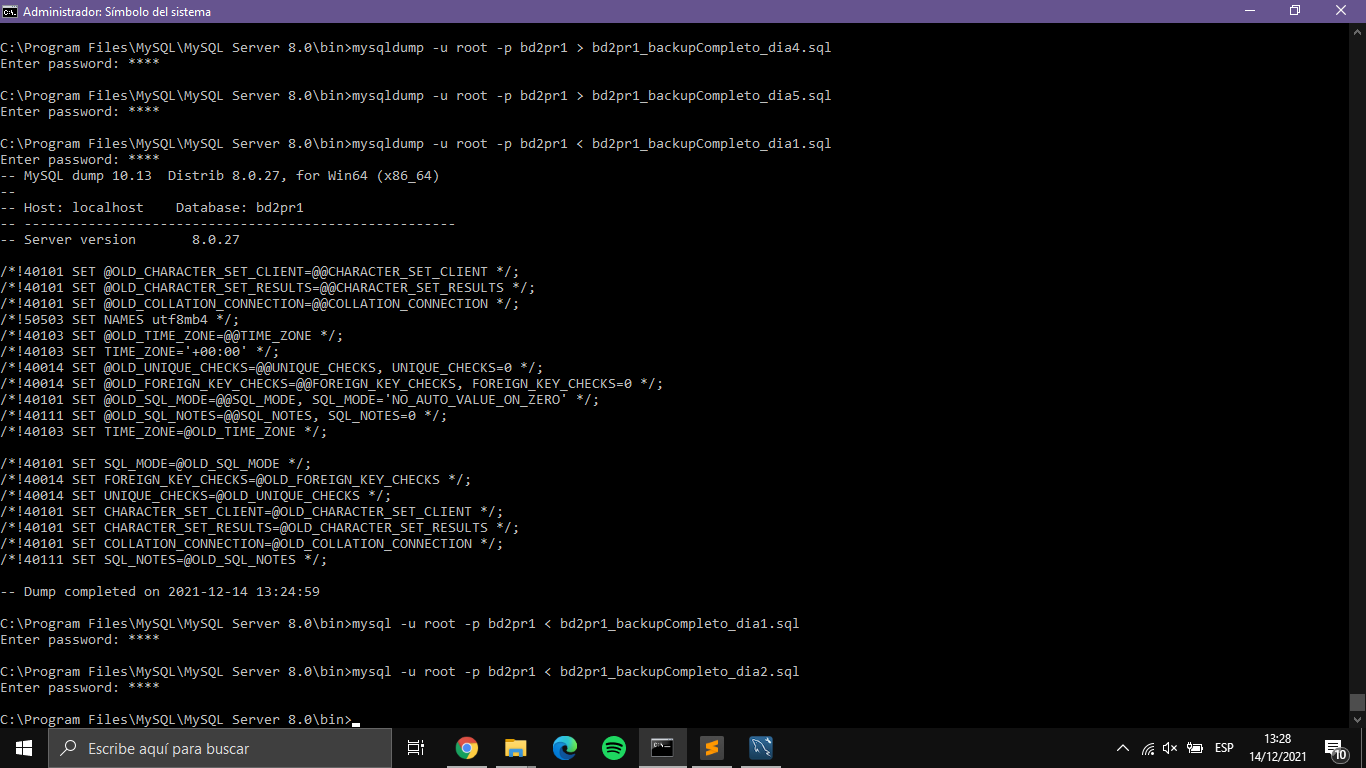 Administrador: Símbolo del sistema
C:\Program Files\MySQL\MySQL Server 8.0\bin>mysqldump -u root -p bd2pr1 > bd2pr1_backupCompleto_dia4.sql
Enter password: ****
C:\Program Files\MySQL\MySQL Server 8.0\bin>mysqldump -u root -p bd2pr1 > bd2pr1_backupCompleto_dia5.sql
Enter password: ****
C:\Program Files\MySQL\MySQL Server 8.0\bin>mysqldump -u root -p bd2pr1 < bd2pr1_backupCompleto_dia1.sql
Enter password: ****
-- MySQL dump 10.13  Distrib 8.0.27, for Win64 (x86_64)
--
-- Host: localhost    Database: bd2pr1
-- ------------------------------------------------------
-- Server version       8.0.27
/*!40101 SET @OLD_CHARACTER_SET_CLIENT=@@CHARACTER_SET_CLIENT */;
/*!40101 SET @OLD_CHARACTER_SET_RESULTS=@@CHARACTER_SET_RESULTS */;
/*!40101 SET @OLD_COLLATION_CONNECTION=@@COLLATION_CONNECTION */;
/*!50503 SET NAMES utf8mb4 */;
/*!40103 SET @OLD_TIME_ZONE=@@TIME_ZONE */;
/*!40103 SET TIME_ZONE='+00:00' */;
/*!40014 SET @OLD_UNIQUE_CHECKS=@@UNIQUE_CHECKS, UNIQUE_CHECKS=0 */;
/*!40014 SET @OLD_FOREIGN_KEY_CHECKS=@@FOREIGN_KEY_CHECKS, FOREIGN_KEY_CHECKS=0 */;
/*!40101 SET @OLD_SQL_MODE=@@SQL_MODE, SQL_MODE='NO_AUTO_VALUE_ON_ZERO' */;
/*!40111 SET @OLD_SQL_NOTES=@@SQL_NOTES, SQL_NOTES=0 */;
/*!40103 SET TIME_ZONE=@OLD_TIME_ZONE */;
/*!40101 SET SQL_MODE=@OLD_SQL_MODE */;
/*!40014 SET FOREIGN_KEY_CHECKS=@OLD_FOREIGN_KEY_CHECKS */;
/*!40014 SET UNIQUE_CHECKS=@OLD_UNIQUE_CHECKS */;
/*!40101 SET CHARACTER_SET_CLIENT=@OLD_CHARACTER_SET_CLIENT */;
/*!40101 SET CHARACTER_SET_RESULTS=@OLD_CHARACTER_SET_RESULTS */;
/*!40101 SET COLLATION_CONNECTION=@OLD_COLLATION_CONNECTION */;
/*!40111 SET SQL_NOTES=@OLD_SQL_NOTES */;
-- Dump completed on 2021-12-14 13:24:59
C:\Program Files\MySQL\MySQL Server 8.0\bin>mysql -u root -p bd2pr1 < bd2pr1_backupCompleto_dia1.sql
Enter password: ****
C:\Program Files\MySQL\MySQL Server 8.0\bin>mysql -u root -p bd2pr1 < bd2pr1_backupCompleto_dia2.sql
Enter password: ****
C:\Program Files\MySQL\MySQL Server 8.0\bin>
Escribe aquí para buscar
ESP
13:28
14/12/2021
10